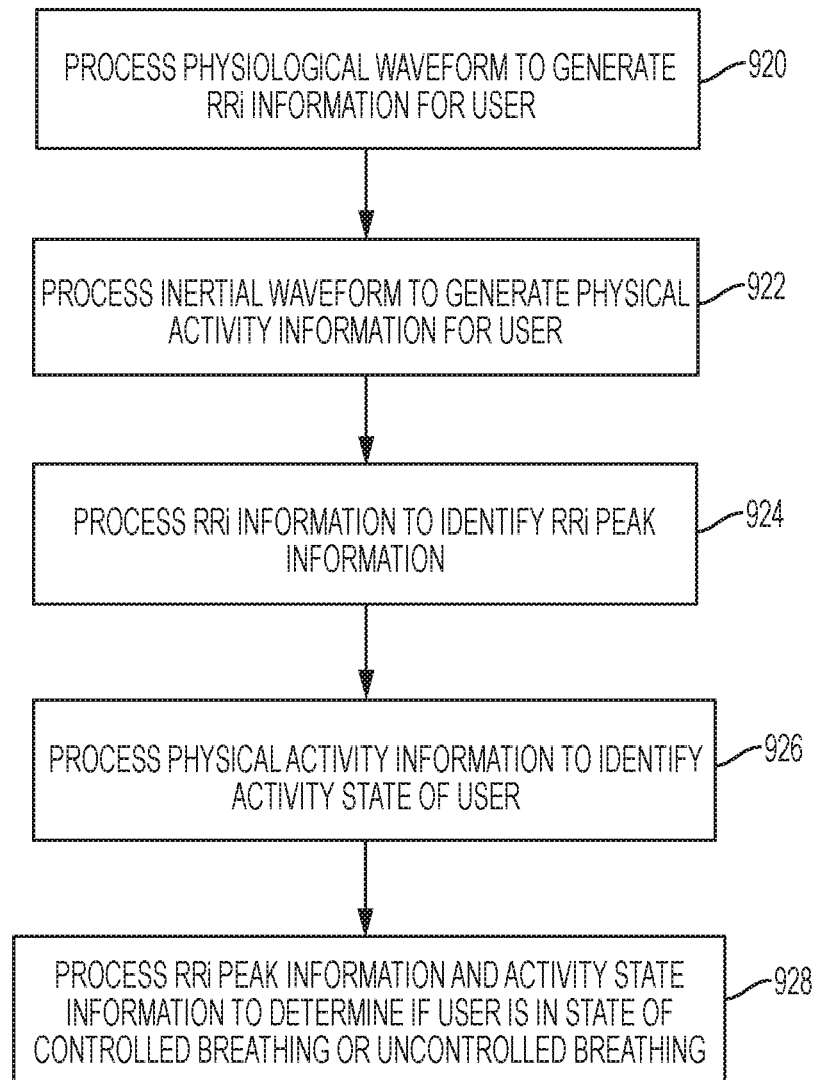 PROCESS PHYSIOLOGICAL WAVEFORM TO GENERATE
RRi INFORMATION FOR USER
920
PROCESS INERTIAL WAVEFORM TO GENERATE PHYSICAL
ACTIVITY INFORMATION FOR USER
922
PROCESS RRi INFORMATION TO IDENTIFY RRi PEAK
INFORMATION
924
PROCESS PHYSICAL ACTIVITY INFORMATION TO IDENTIFY
ACTIVITY STATE OF USER
926
PROCESS RRi PEAK INFORMATION AND ACTIVITY STATE
INFORMATION TO DETERMINE IF USER IS IN STATE OF
CONTROLLED BREATHING OR UNCONTROLLED BREATHING
928